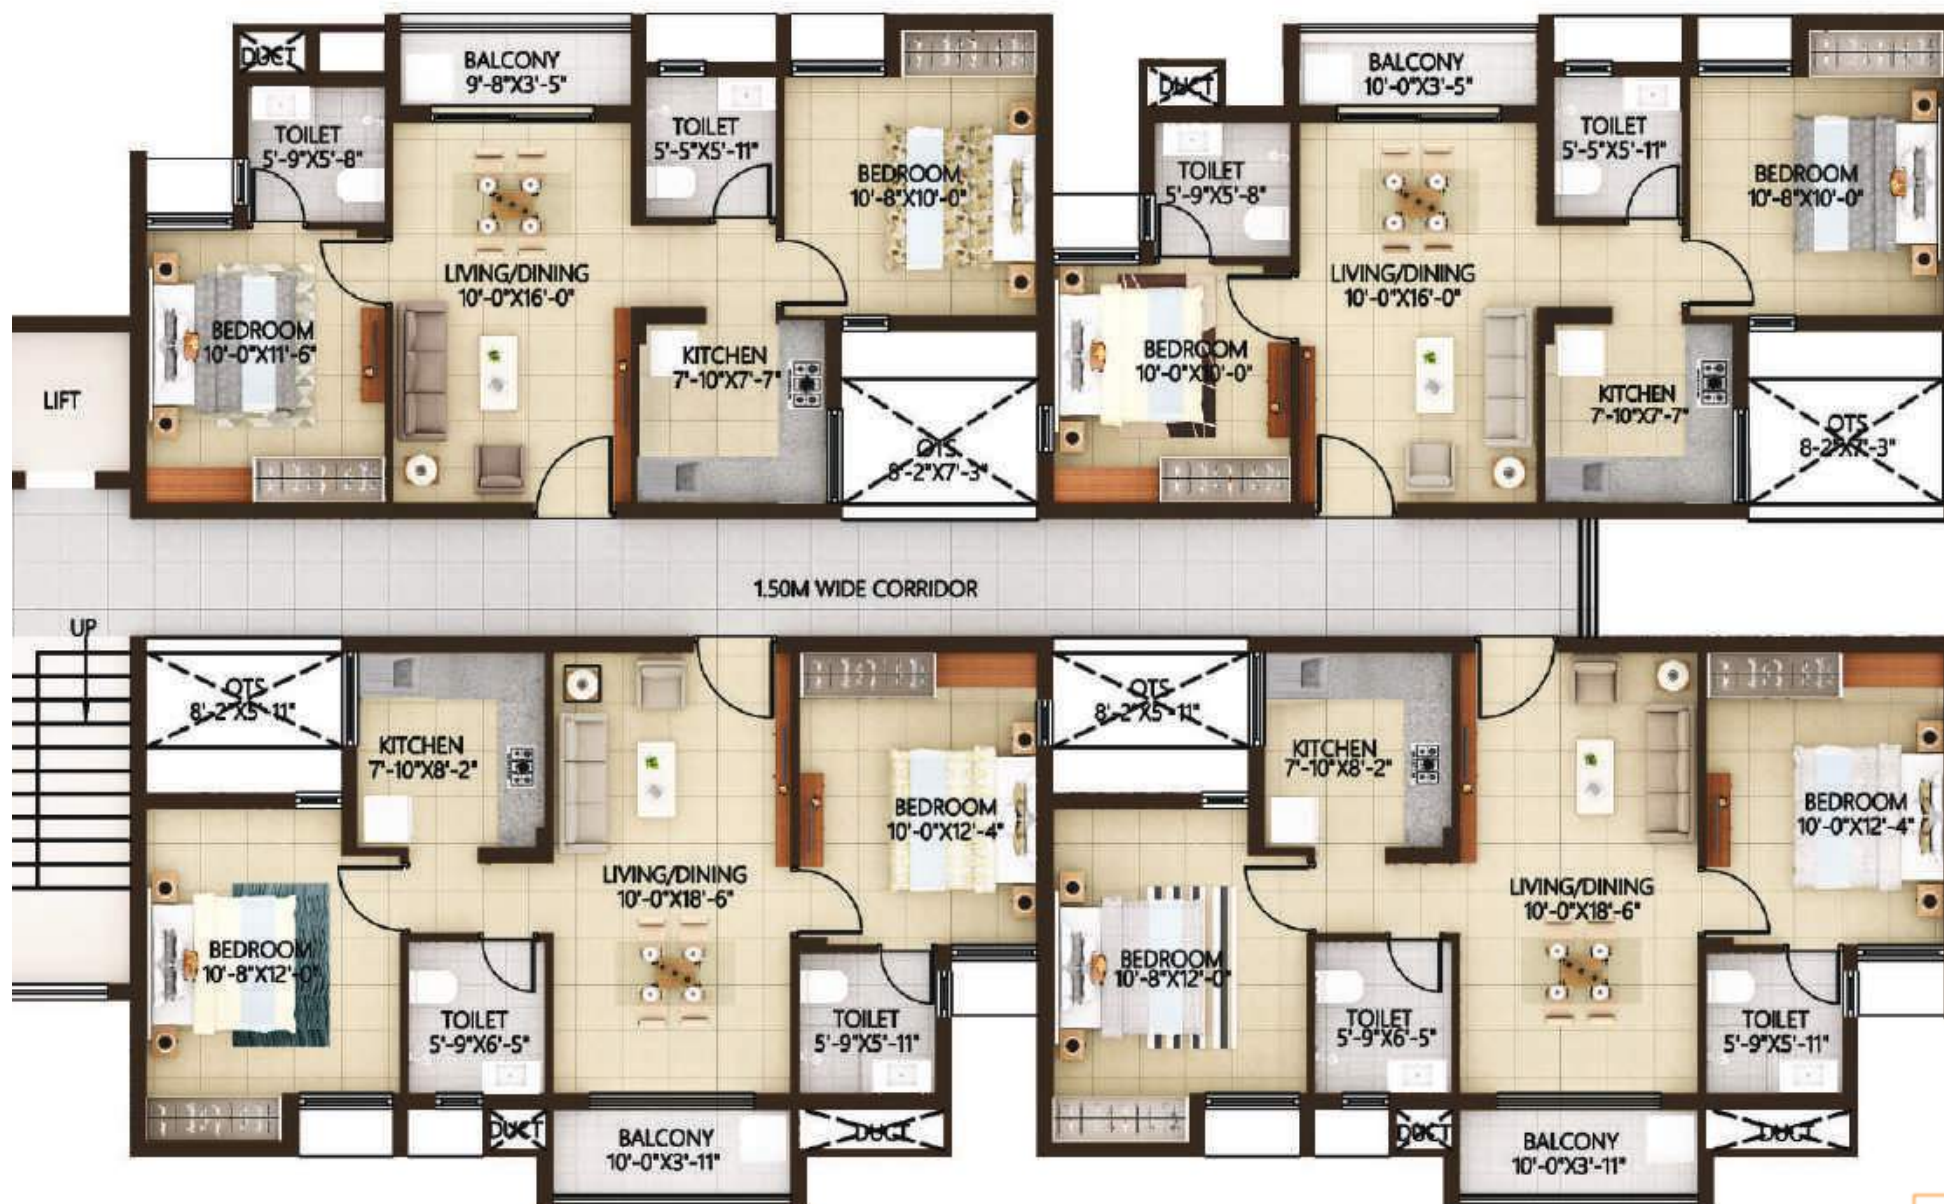 DUCT
BALCONY
9'-8"X3'-5"
TOILET
5'-9"X5'-8"
TOILET
5'-5"X5'-11"
BEDROOM
10'-8"X10'-0"
LIVING/DINING
10'-0"X16'-0"
BEDROOM
10'-0"X11'-6"
KITCHEN
7'-10"X7'-7"
OTS
8'-2"X7'-3"
LIFT
DUCT
BALCONY
10'-0"X3'-5"
TOILET
5'-9"X5'-8"
TOILET
5'-5"X5'-11"
BEDROOM
10'-8"X10'-0"
LIVING/DINING
10'-0"X16'-0"
BEDROOM
10'-0"X10'-0"
KITCHEN
7'-10"X7'-7"
OTS
8-2"X7'-3"
1.50M WIDE CORRIDOR
UP
OTS
8'-2"X5'-11"
KITCHEN
7'-10"X8'-2"
BEDROOM
10'-0"X12'-4"
LIVING/DINING
10'-0"X18'-6"
BEDROOM
10'-8"X12'-0"
TOILET
5'-9"X6'-5"
TOILET
5'-9"X5'-11"
DUCT
BALCONY
10'-0"X3'-11"
DUCT
OTS
8'-2"X5'-11"
KITCHEN
7'-10"X8'-2"
BEDROOM
10'-0"X12'-4"
LIVING/DINING
10'-0"X18'-6"
BEDROOM
10'-8"X12'-0"
TOILET
5'-9"X6'-5"
TOILET
5'-9"X5'-11"
DUCT
BALCONY
10'-0"X3'-11"
DUCT